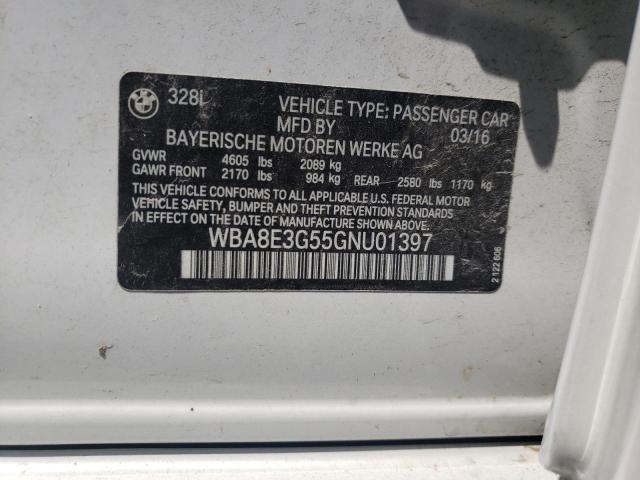 BMW
328i
VEHICLE TYPE: PASSENGER CAR
MFD BY 03/16
BAYERISCHE MOTOREN WERKE AG
GVWR 4605 lbs 2089 kg
GAWR FRONT 2170 lbs 984 kg REAR 2580 lbs 1170 kg
THIS VEHICLE CONFORMS TO ALL APPLICABLE U.S. FEDERAL MOTOR
VEHICLE SAFETY, BUMPER, AND THEFT PREVENTION STANDARDS
IN EFFECT ON THE DATE OF MANUFACTURE SHOWN ABOVE.
WBA8E3G55GNU01397
2 122 606